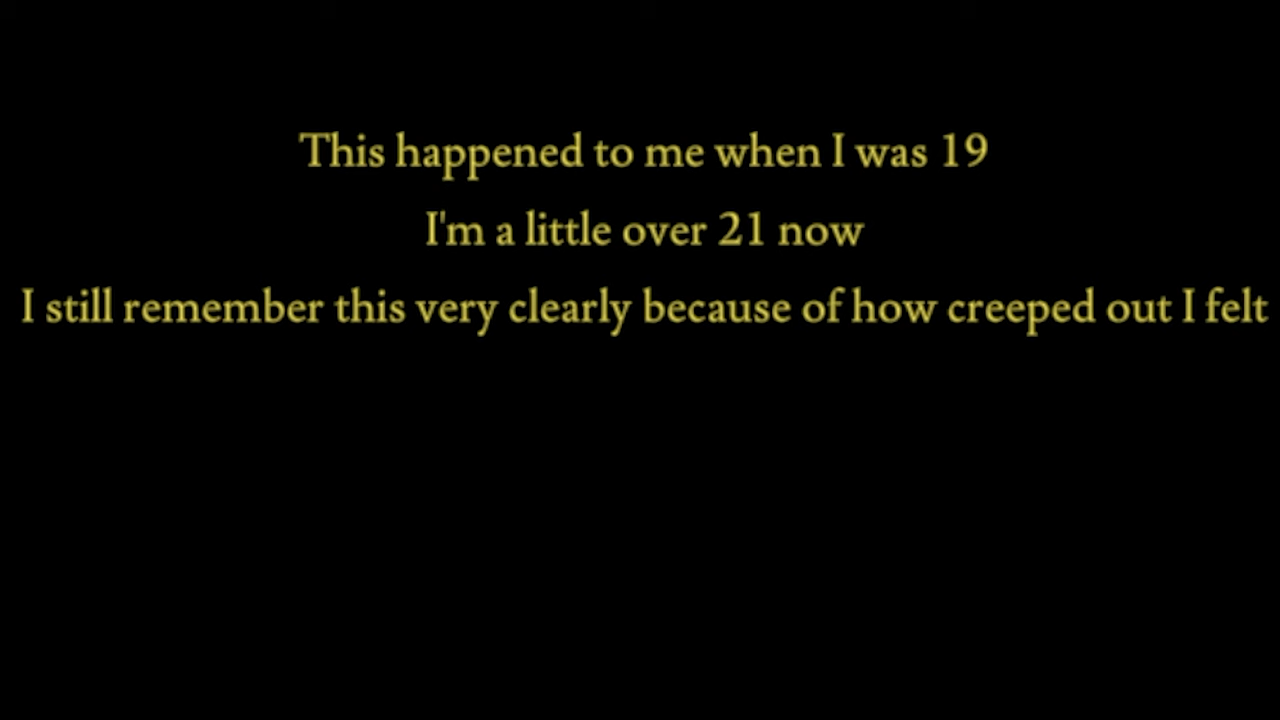 This happened to me when I was 19
I'm a little over 21 now
I still remember this very clearly because of how creeped out I felt